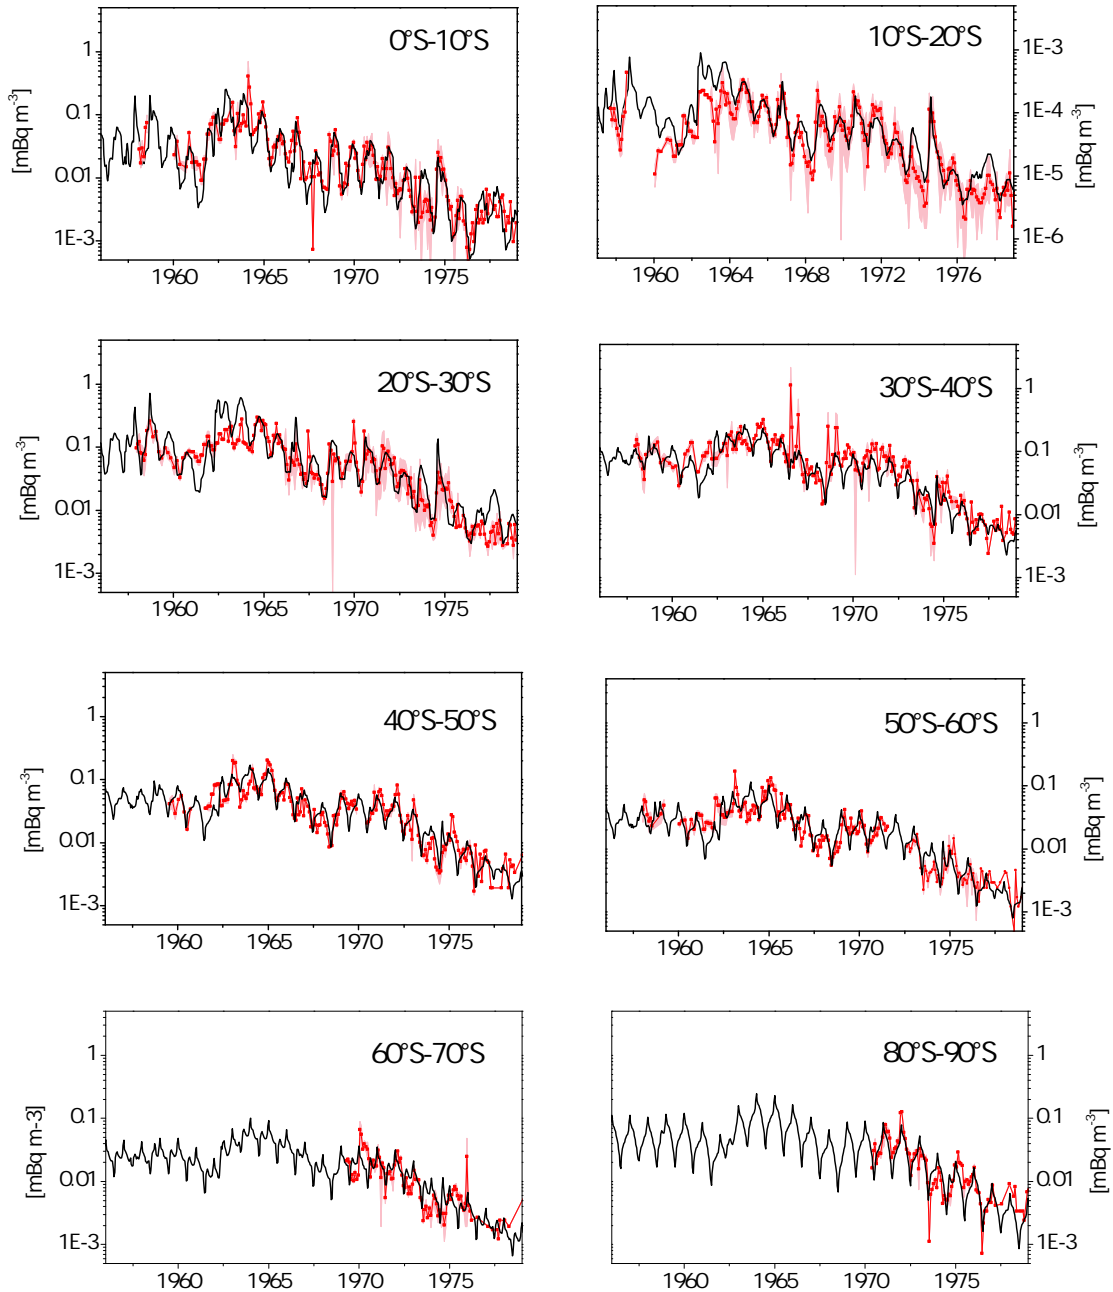 0°S-10°S
1
0.1
0.01
1E-3
[mBq m-3]
1960 1965 1970 1975
10°S-20°S
1E-3
1E-4
1E-5
1E-6
[mBq m-3]
1960 1964 1968 1972 1976
20°S-30°S
1
0.1
0.01
1E-3
[mBq m-3]
1960 1965 1970 1975
30°S-40°S
1
0.1
0.01
1E-3
[mBq m-3]
1960 1965 1970 1975
40°S-50°S
1
0.1
0.01
1E-3
[mBq m-3]
1960 1965 1970 1975
50°S-60°S
1
0.1
0.01
1E-3
[mBq m-3]
1960 1965 1970 1975
60°S-70°S
1
0.1
0.01
1E-3
[mBq m-3]
1960 1965 1970 1975
80°S-90°S
1
0.1
0.01
1E-3
[mBq m-3]
1960 1965 1970 1975